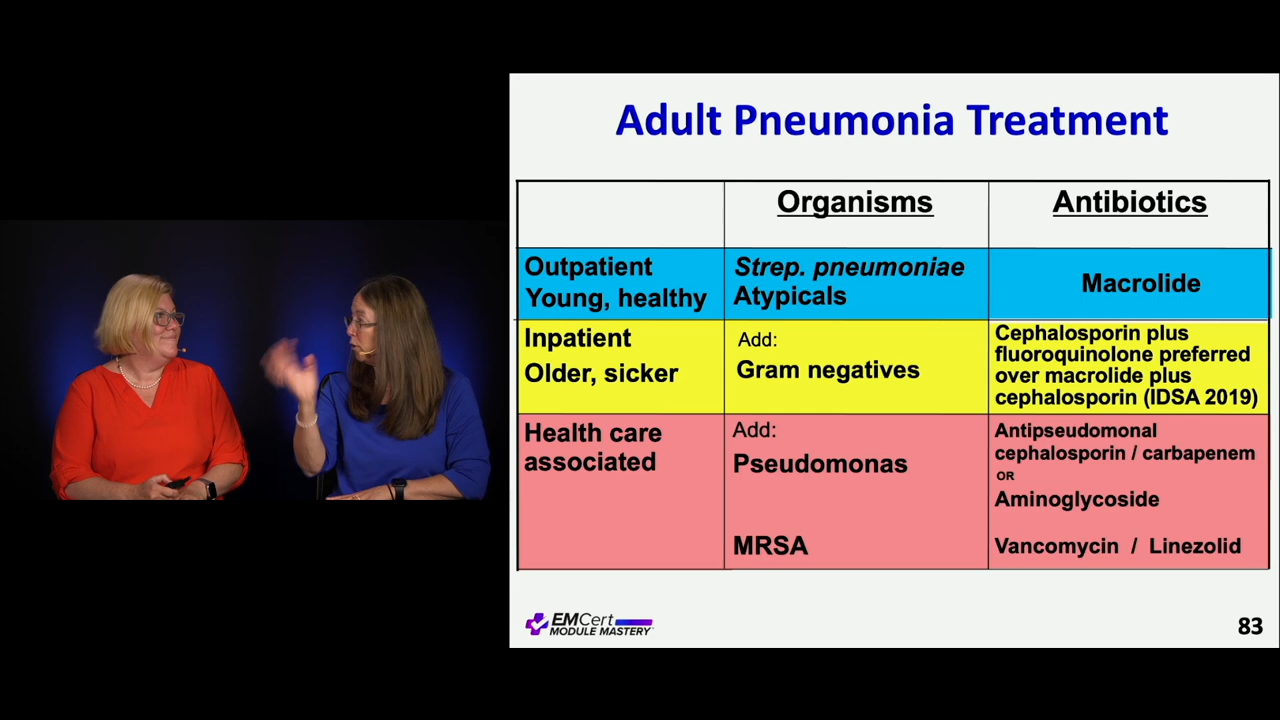 Adult Pneumonia Treatment
Organisms
Antibiotics
Outpatient
Young, healthy
Strep. pneumoniae
Atypicals
Macrolide
Inpatient
Older, sicker
Add:
Gram negatives
Cephalosporin plus
fluoroquinolone preferred
over macrolide plus
cephalosporin (IDSA 2019)
Health care
associated
Add:
Pseudomonas
MRSA
Antipseudomonal
cephalosporin / carbapenem
OR
Aminoglycoside
Vancomycin / Linezolid
EMCert
MODULE MASTERY
83